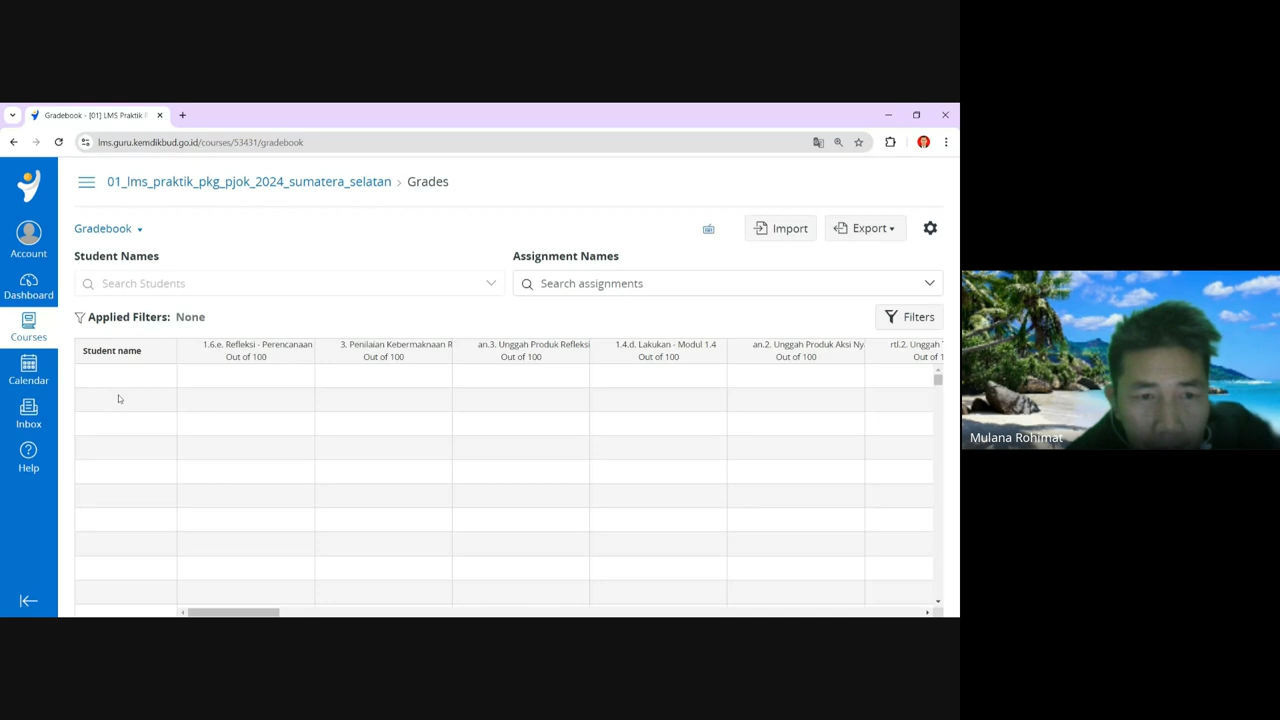 Gradebook - [01] LMS Praktik
lms.guru.kemdikbud.go.id/courses/53431/gradebook
01_lms_praktik_pkg_pjok_2024_sumatera_selatan › Grades
Gradebook
Import
Export
Student Names
Assignment Names
Search Students
Search assignments
Applied Filters: None
Filters
Student name
1.6.e. Refleksi - Perencanaan
Out of 100
3. Penilaian Kebermaknaan R
Out of 100
an.3. Unggah Produk Refleksi
Out of 100
1.4.d. Lakukan - Modul 1.4
Out of 100
an.2. Unggah Produk Aksi Ny
Out of 100
rtl.2. Unggah
Out of 1
Account
Dashboard
Courses
Calendar
Inbox
Help
Mulana Rohimat